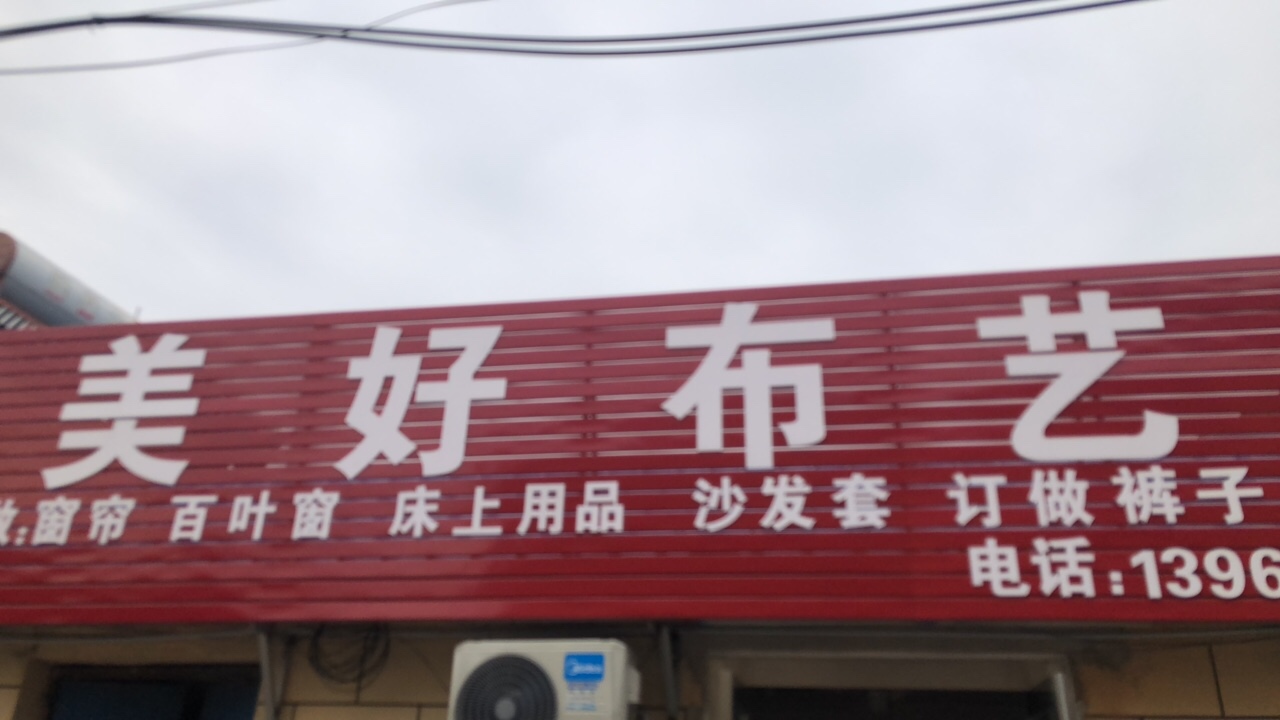 美好布艺
做:窗帘 百叶窗 床上用品 沙发套 订做裤子
电话:1396
Midea